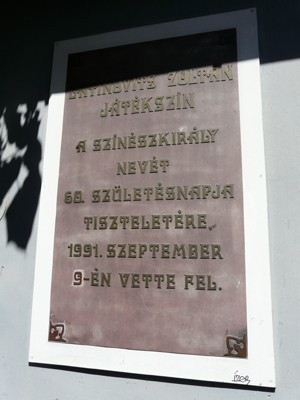 LATINOVITS ZOLTÁN
JÁTÉKSZÍN
A SZÍNÉSZKIRÁLY
NEVÉT
60. SZÜLETÉSNAPJA
TISZTELETÉRE,
1991. SZEPTEMBER
9-ÉN VETTE FEL.